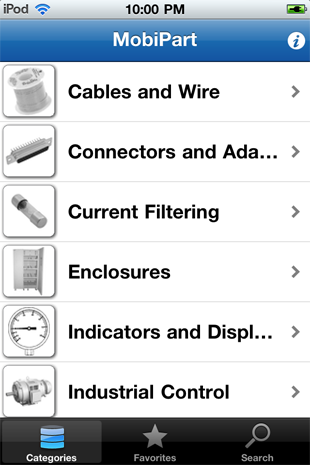 iPod 10:00 PM
MobiPart
Cables and Wire
Connectors and Ada...
Current Filtering
Enclosures
Indicators and Displ...
Industrial Control
Categories Favorites Search